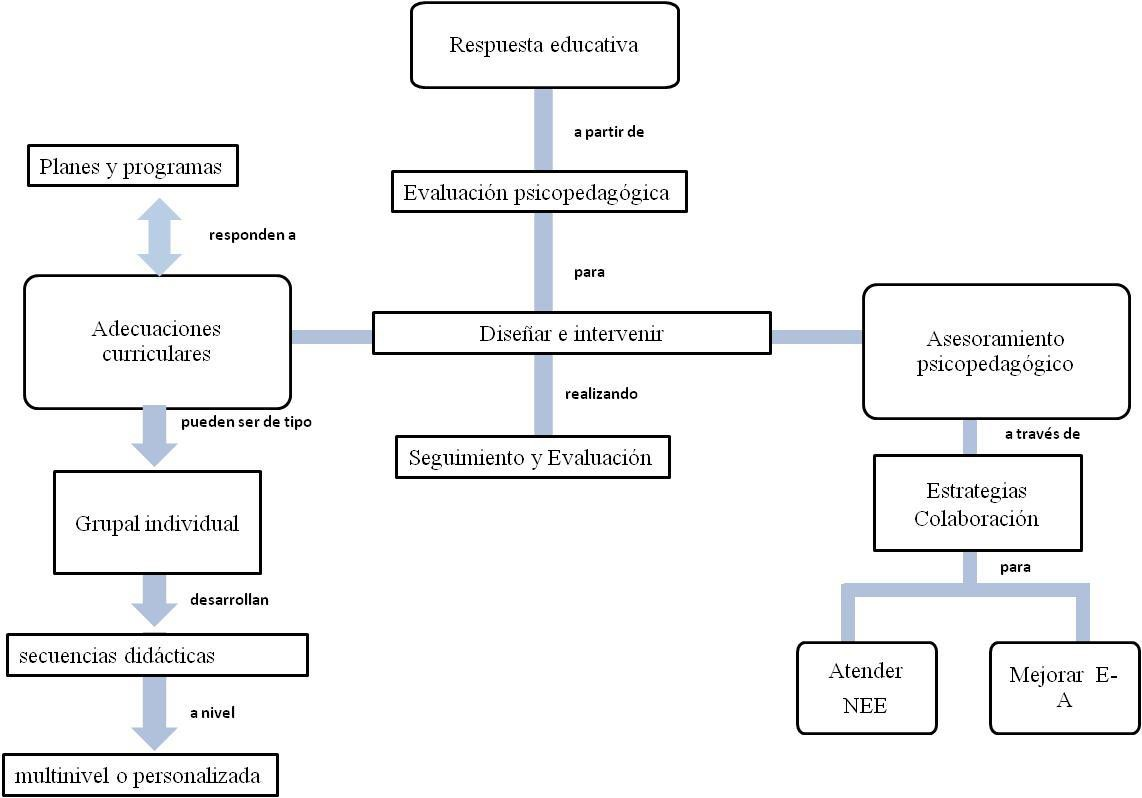 Respuesta educativa
a partir de
Planes y programas
Evaluación psicopedagógica
responden a
para
Adecuaciones
curriculares
Diseñar e intervenir
Asesoramiento
psicopedagógico
realizando
pueden ser de tipo
a través de
Seguimiento y Evaluación
Grupal individual
Estrategias
Colaboración
para
desarrollan
secuencias didácticas
Atender
NEE
Mejorar E-
A
a nivel
multinivel o personalizada